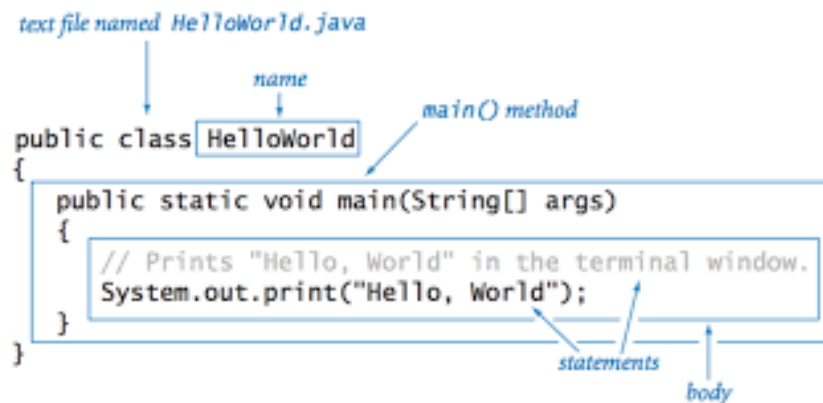 text file named HelloWorld.java
name
main() method
public class HelloWorld
{
public static void main(String[] args)
{
// Prints "Hello, World" in the terminal window.
System.out.print("Hello, World");
}
}
statements
body